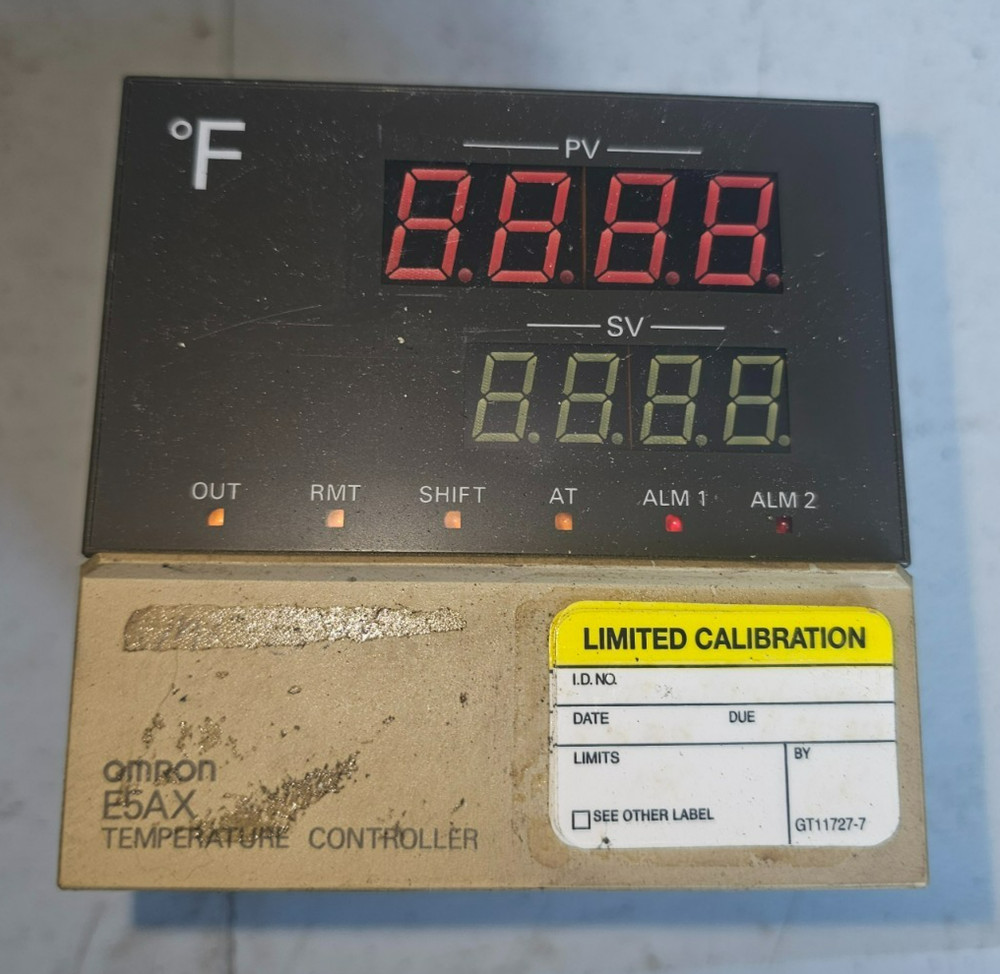 °F
PV
8.8.8.8.
SV
8.8.8.8.
OUT RMT SHIFT AT ALM 1 ALM 2
LIMITED CALIBRATION
I.D. NO.
DATE DUE
LIMITS BY
SEE OTHER LABEL
GT11727-7
omron
E5AX
TEMPERATURE CONTROLLER